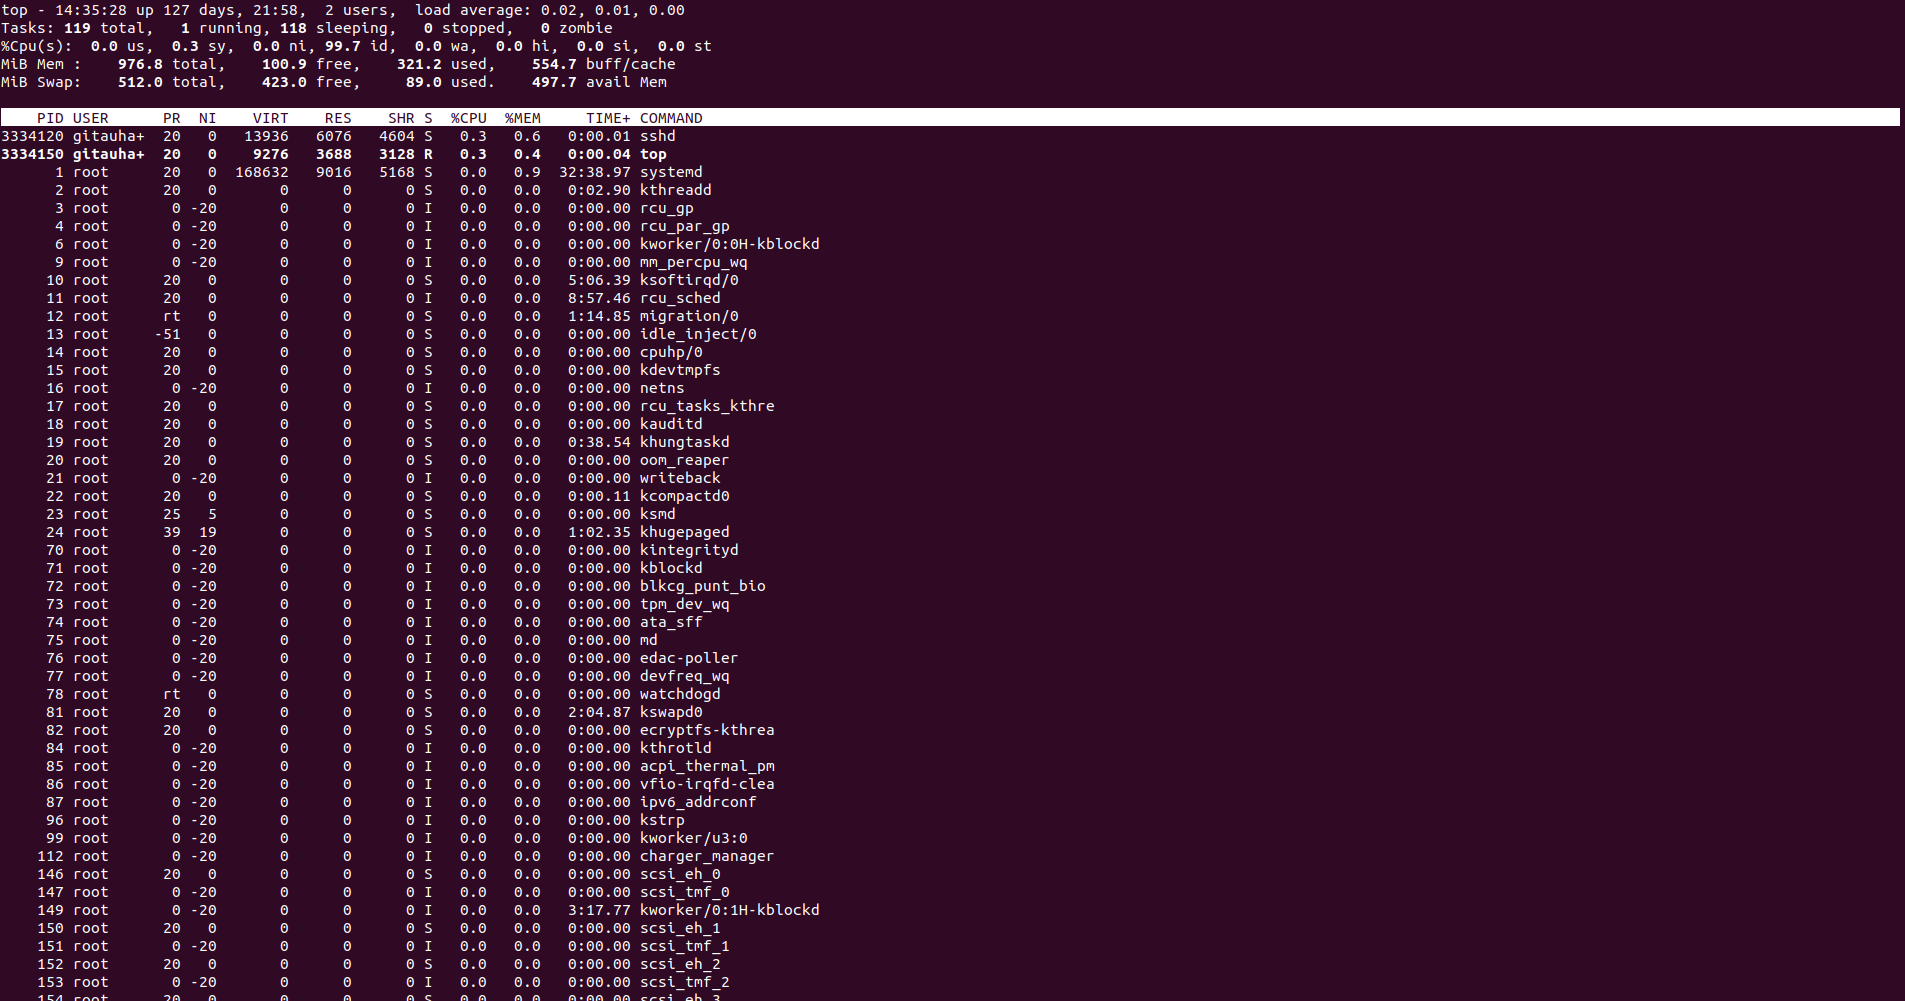 top - 14:35:28 up 127 days, 21:58,  2 users,  load average: 0.02, 0.01, 0.00
Tasks: 119 total,   1 running, 118 sleeping,   0 stopped,   0 zombie
%Cpu(s):  0.0 us,  0.3 sy,  0.0 ni, 99.7 id,  0.0 wa,  0.0 hi,  0.0 si,  0.0 st
MiB Mem :    976.8 total,    100.9 free,    321.2 used,    554.7 buff/cache
MiB Swap:    512.0 total,    423.0 free,     89.0 used.    497.7 avail Mem
PID USER      PR  NI    VIRT    RES    SHR S  %CPU  %MEM     TIME+ COMMAND
3334120 gitauha+  20   0   13936   6076   4604 S   0.3   0.6   0:00.01 sshd
3334150 gitauha+  20   0    9276   3688   3128 R   0.3   0.4   0:00.04 top
1 root      20   0  168632   9016   5168 S   0.0   0.9  32:38.97 systemd
2 root      20   0       0      0      0 S   0.0   0.0   0:02.90 kthreadd
3 root       0 -20       0      0      0 I   0.0   0.0   0:00.00 rcu_gp
4 root       0 -20       0      0      0 I   0.0   0.0   0:00.00 rcu_par_gp
6 root       0 -20       0      0      0 I   0.0   0.0   0:00.00 kworker/0:0H-kblockd
9 root       0 -20       0      0      0 I   0.0   0.0   0:00.00 mm_percpu_wq
10 root      20   0       0      0      0 S   0.0   0.0   5:06.39 ksoftirqd/0
11 root      20   0       0      0      0 I   0.0   0.0   8:57.46 rcu_sched
12 root      rt   0       0      0      0 S   0.0   0.0   1:14.85 migration/0
13 root     -51   0       0      0      0 S   0.0   0.0   0:00.00 idle_inject/0
14 root      20   0       0      0      0 S   0.0   0.0   0:00.00 cpuhp/0
15 root      20   0       0      0      0 S   0.0   0.0   0:00.00 kdevtmpfs
16 root       0 -20       0      0      0 I   0.0   0.0   0:00.00 netns
17 root      20   0       0      0      0 S   0.0   0.0   0:00.00 rcu_tasks_kthre
18 root      20   0       0      0      0 S   0.0   0.0   0:00.00 kauditd
19 root      20   0       0      0      0 S   0.0   0.0   0:38.54 khungtaskd
20 root      20   0       0      0      0 S   0.0   0.0   0:00.00 oom_reaper
21 root       0 -20       0      0      0 I   0.0   0.0   0:00.00 writeback
22 root      20   0       0      0      0 S   0.0   0.0   0:00.11 kcompactd0
23 root      25   5       0      0      0 S   0.0   0.0   0:00.00 ksmd
24 root      39  19       0      0      0 S   0.0   0.0   1:02.35 khugepaged
70 root       0 -20       0      0      0 I   0.0   0.0   0:00.00 kintegrityd
71 root       0 -20       0      0      0 I   0.0   0.0   0:00.00 kblockd
72 root       0 -20       0      0      0 I   0.0   0.0   0:00.00 blkcg_punt_bio
73 root       0 -20       0      0      0 I   0.0   0.0   0:00.00 tpm_dev_wq
74 root       0 -20       0      0      0 I   0.0   0.0   0:00.00 ata_sff
75 root       0 -20       0      0      0 I   0.0   0.0   0:00.00 md
76 root       0 -20       0      0      0 I   0.0   0.0   0:00.00 edac-poller
77 root       0 -20       0      0      0 I   0.0   0.0   0:00.00 devfreq_wq
78 root      rt   0       0      0      0 S   0.0   0.0   0:00.00 watchdogd
81 root      20   0       0      0      0 S   0.0   0.0   2:04.87 kswapd0
82 root      20   0       0      0      0 S   0.0   0.0   0:00.00 ecryptfs-kthrea
84 root       0 -20       0      0      0 I   0.0   0.0   0:00.00 kthrotld
85 root       0 -20       0      0      0 I   0.0   0.0   0:00.00 acpi_thermal_pm
86 root       0 -20       0      0      0 I   0.0   0.0   0:00.00 vfio-irqfd-clea
87 root       0 -20       0      0      0 I   0.0   0.0   0:00.00 ipv6_addrconf
96 root       0 -20       0      0      0 I   0.0   0.0   0:00.00 kstrp
99 root       0 -20       0      0      0 I   0.0   0.0   0:00.00 kworker/u3:0
112 root       0 -20       0      0      0 I   0.0   0.0   0:00.00 charger_manager
146 root      20   0       0      0      0 S   0.0   0.0   0:00.00 scsi_eh_0
147 root       0 -20       0      0      0 I   0.0   0.0   0:00.00 scsi_tmf_0
149 root       0 -20       0      0      0 I   0.0   0.0   3:17.77 kworker/0:1H-kblockd
150 root      20   0       0      0      0 S   0.0   0.0   0:00.00 scsi_eh_1
151 root       0 -20       0      0      0 I   0.0   0.0   0:00.00 scsi_tmf_1
152 root      20   0       0      0      0 S   0.0   0.0   0:00.00 scsi_eh_2
153 root       0 -20       0      0      0 I   0.0   0.0   0:00.00 scsi_tmf_2
154 root      20   0       0      0      0 S   0.0   0.0   0:00.00 scsi_eh_3